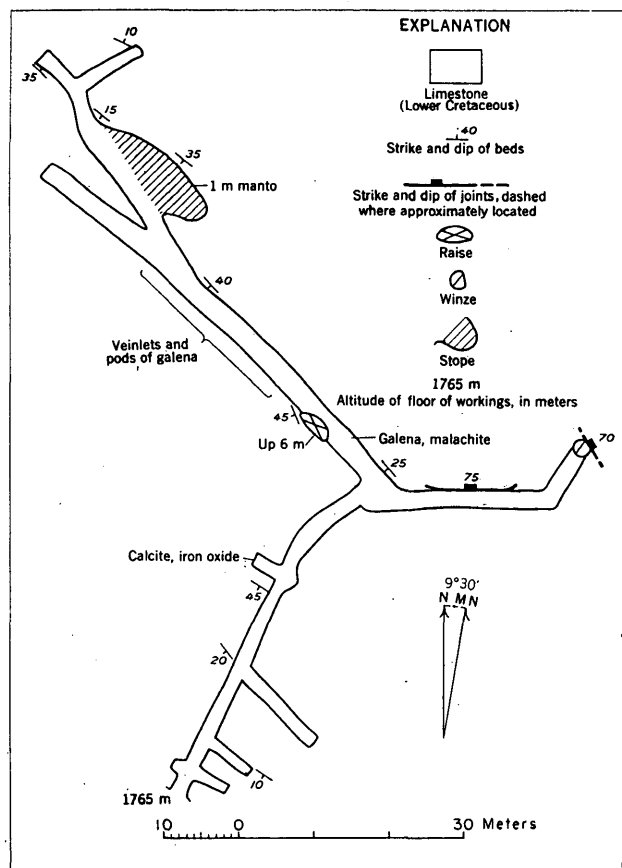 EXPLANATION
Limestone
(Lower Cretaceous)
40
Strike and dip of beds
Strike and dip of joints, dashed
where approximately located
Raise
Winze
Stope
1765 m
Altitude of floor of workings, in meters
10
35
15
35
1 m manto
40
Veinlets and
pods of galena
45
Up 6 m
Galena, malachite
25
75
70
Calcite, iron oxide
45
20
10
1765 m
9°30'
N MN
10 0 30 Meters